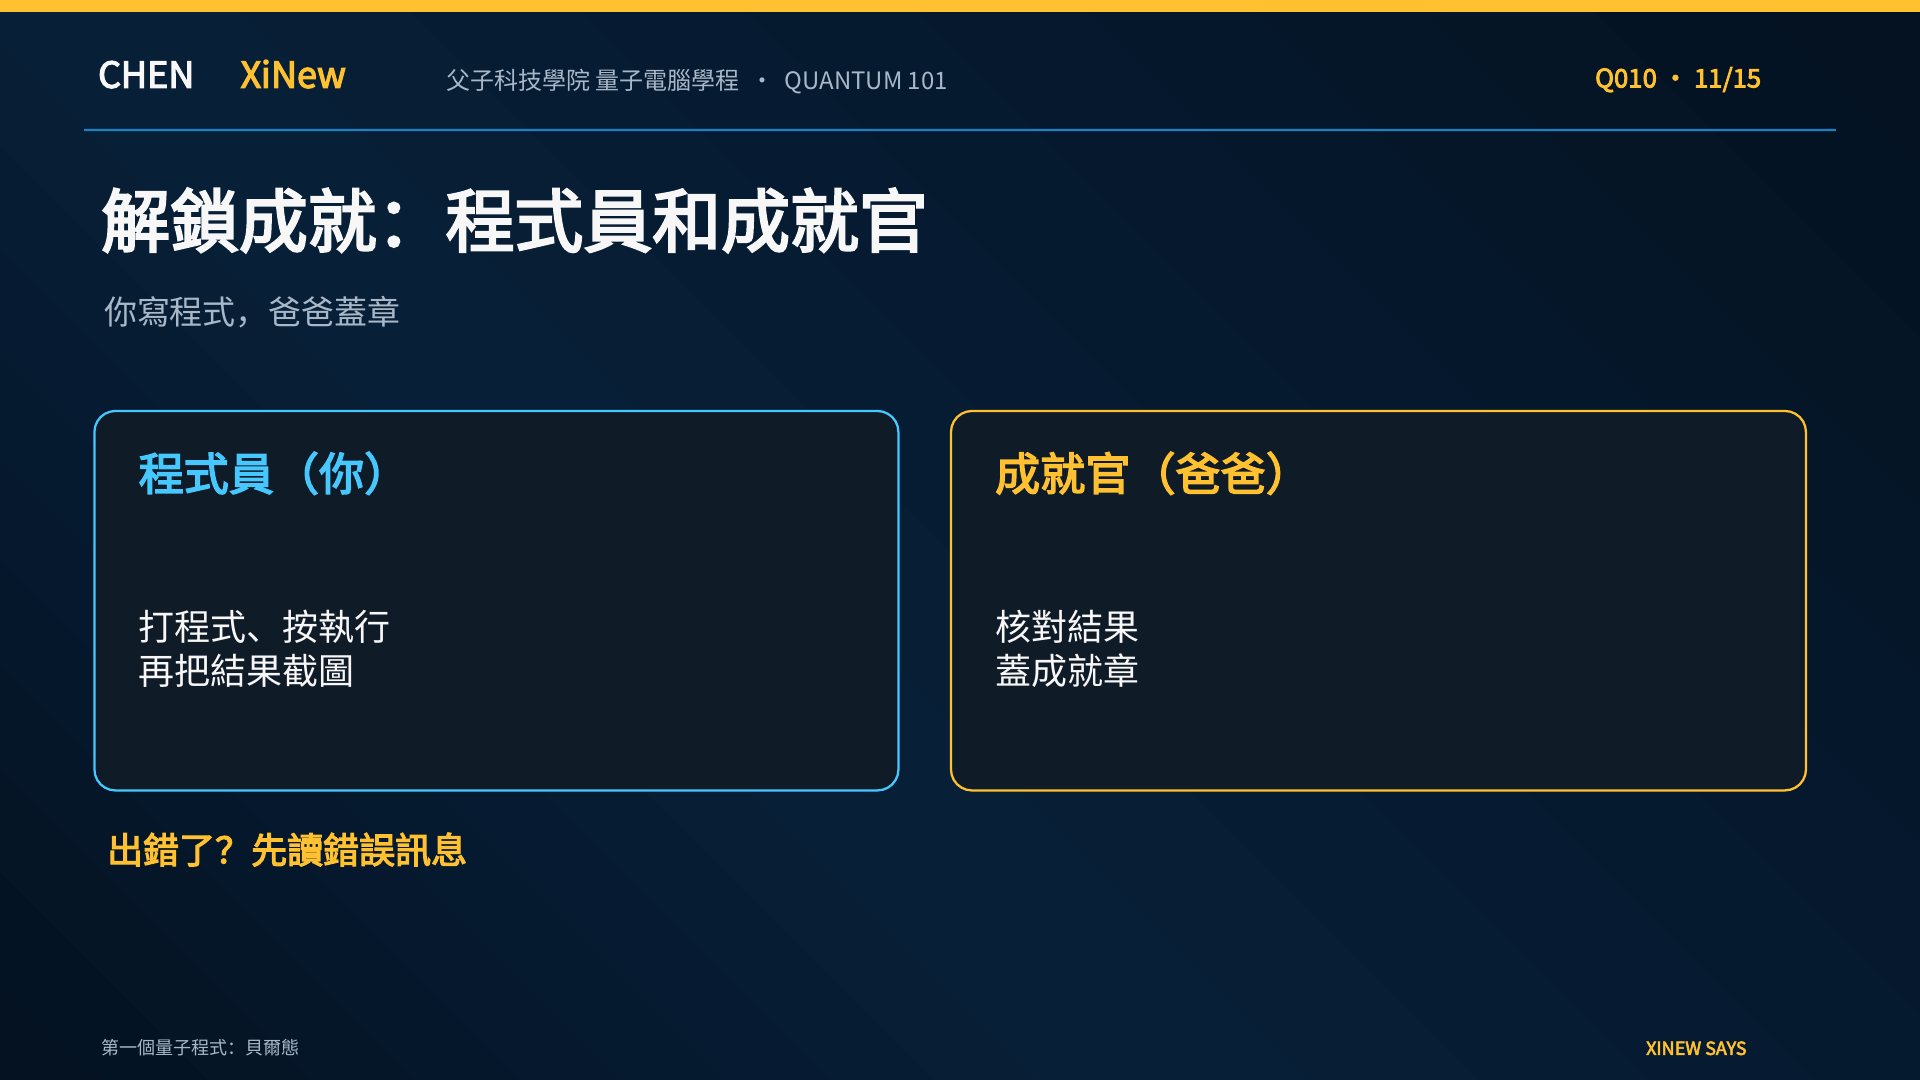 CHEN XiNew 父子科技學院 量子電腦學程 · QUANTUM 101 Q010 · 11/15
解鎖成就：程式員和成就官
你寫程式，爸爸蓋章
程式員（你）
打程式、按執行
再把結果截圖
成就官（爸爸）
核對結果
蓋成就章
出錯了？先讀錯誤訊息
第一個量子程式：貝爾態 XINEW SAYS